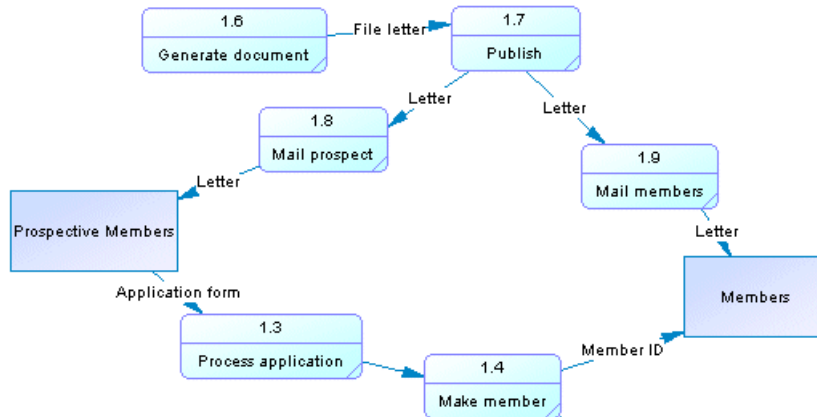 1.6
Generate document
File letter
1.7
Publish
Letter
Letter
1.8
Mail prospect
1.9
Mail members
Letter
Prospective Members
Letter
Application form
Members
1.3
Process application
Member ID
1.4
Make member